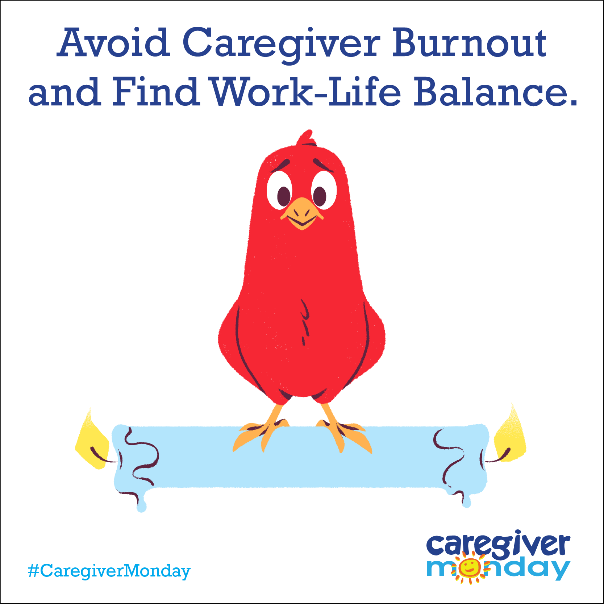 Avoid Caregiver Burnout
and Find Work-Life Balance.
#CaregiverMonday
caregiver
monday